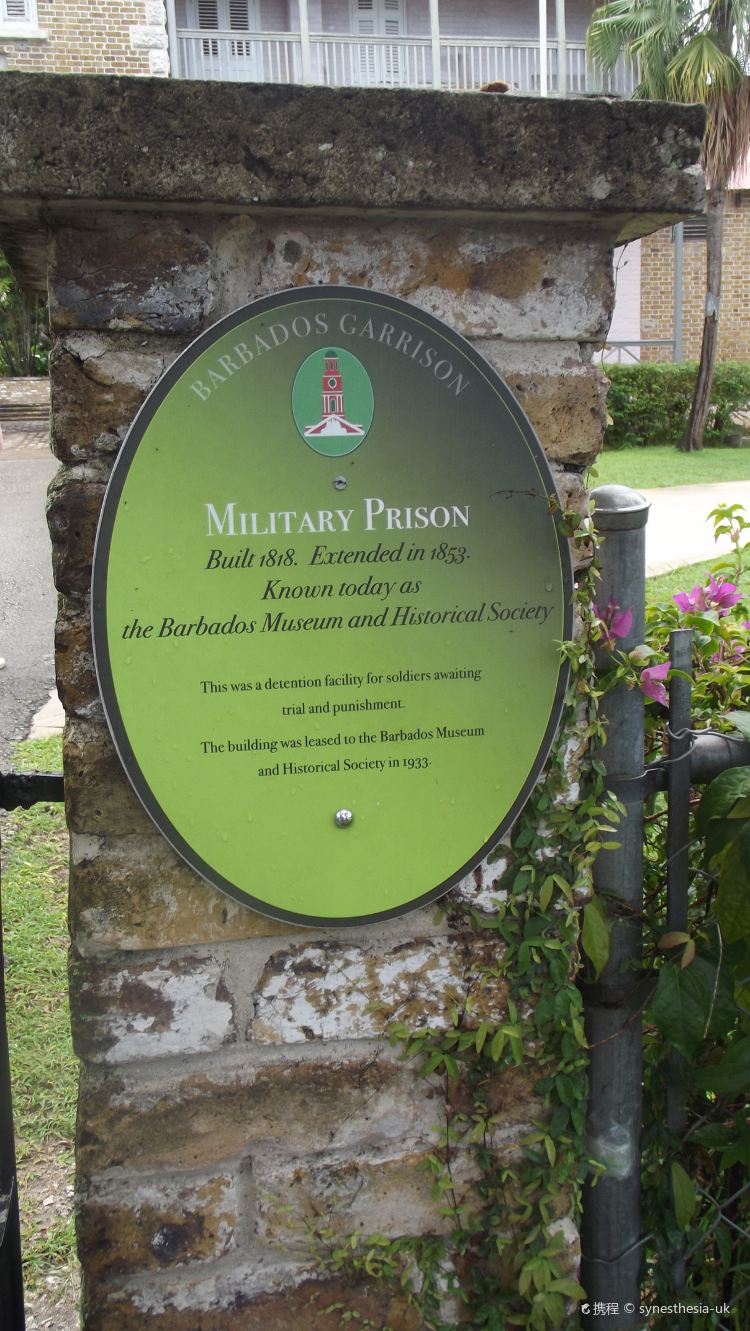 BARBADOS GARRISON
MILITARY PRISON
Built 1818. Extended in 1853.
Known today as
the Barbados Museum and Historical Society
This was a detention facility for soldiers awaiting
trial and punishment.
The building was leased to the Barbados Museum
and Historical Society in 1933.
携程 © synesthesia-uk